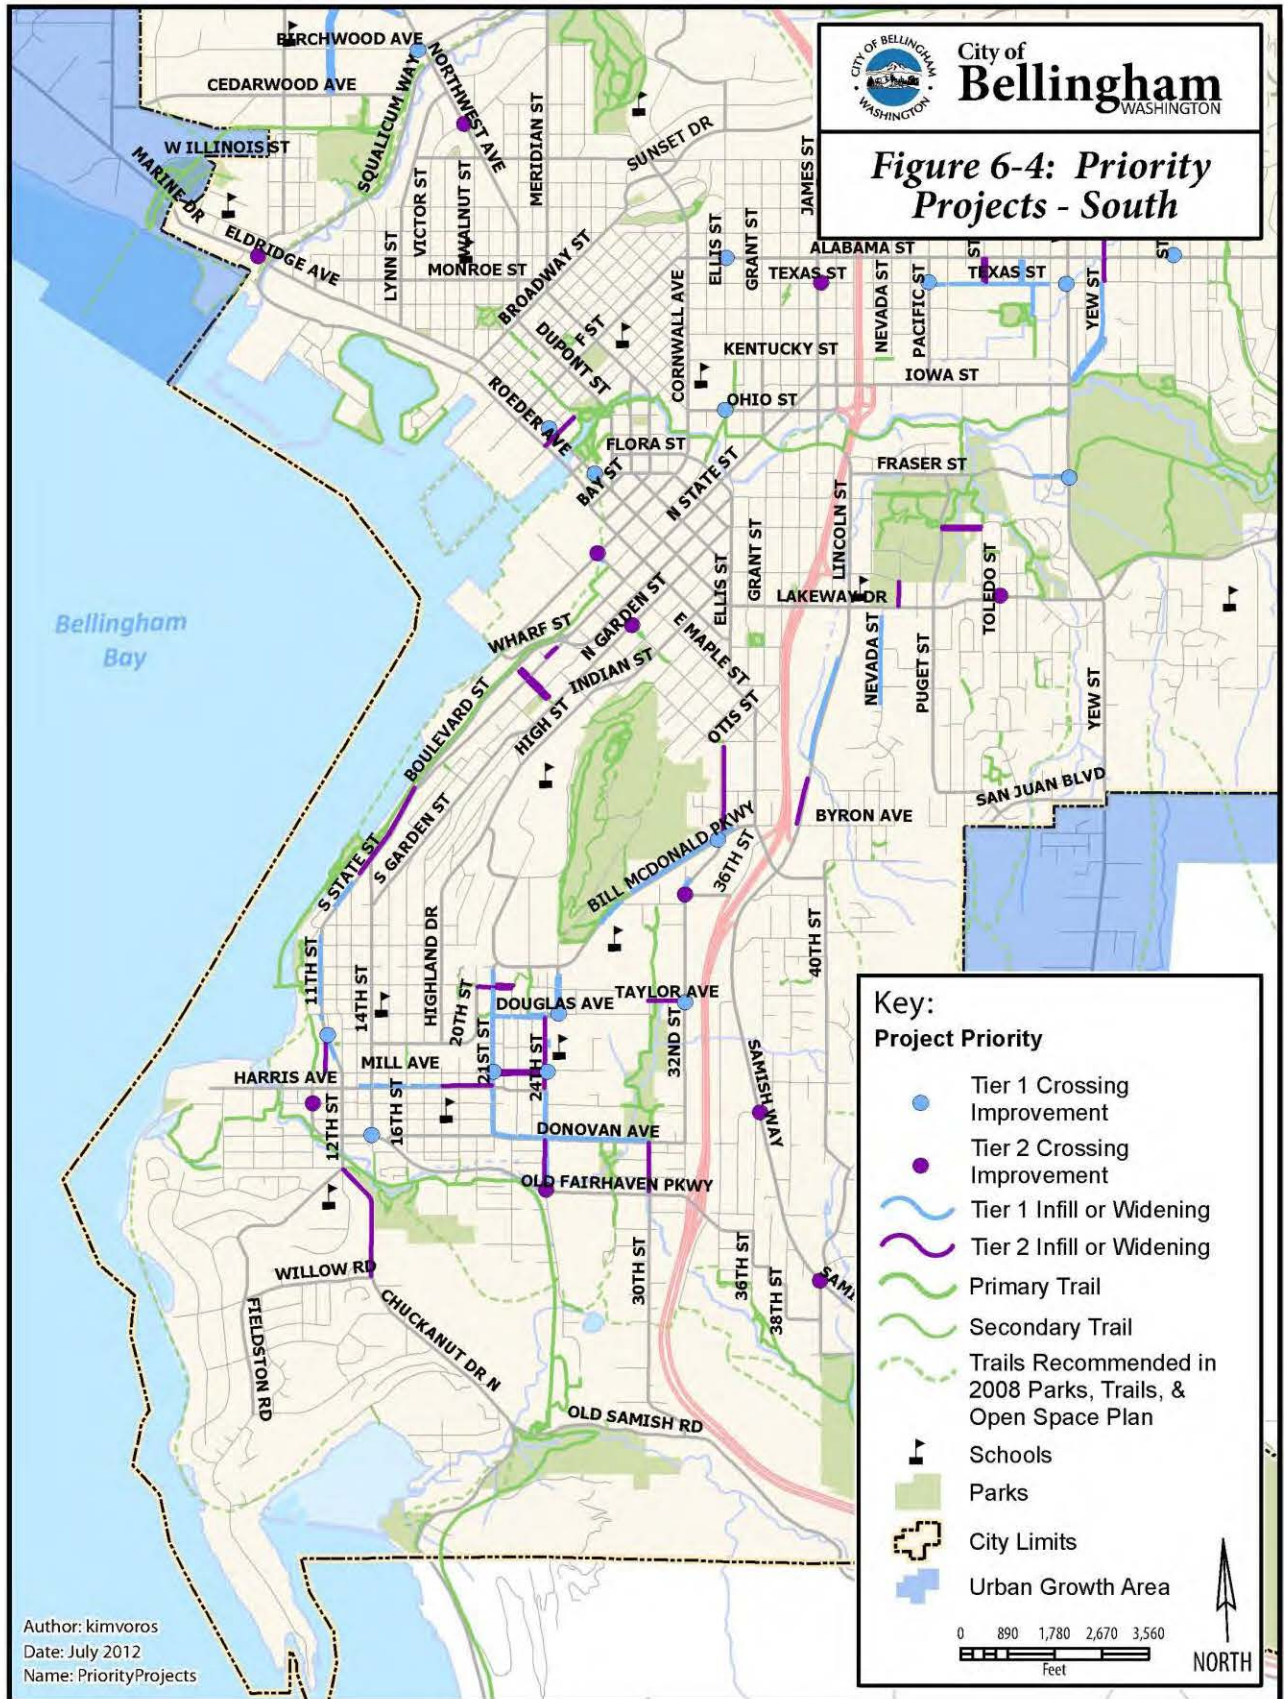 City of
Bellingham
WASHINGTON
CITY OF BELLINGHAM
WASHINGTON
Figure 6-4: Priority
Projects - South
BIRCHWOOD AVE
CEDARWOOD AVE
NORTHWEST AVE
SQUALICUM WAY
W ILLINOIS ST
MARINE DR
ELDRIDGE AVE
LYNN ST
VICTOR ST
WALNUT ST
MERIDIAN ST
SUNSET DR
JAMES ST
MONROE ST
BROADWAY ST
ELLIS ST
GRANT ST
ALABAMA ST
ST
ST
TEXAS ST
TEXAS ST
NEVADA ST
PACIFIC ST
YEW ST
CORNWALL AVE
F ST
DUPONT ST
KENTUCKY ST
IOWA ST
ROEDER AVE
OHIO ST
FLORA ST
BAY ST
N STATE ST
FRASER ST
LINCOLN ST
GRANT ST
ELLIS ST
LAKEWAY DR
TOLEDO ST
Bellingham
Bay
WHARF ST
N GARDEN ST
E MAPLE ST
INDIAN ST
NEVADA ST
PUGET ST
YEW ST
BOULEVARD ST
HIGH ST
OTIS ST
SAN JUAN BLVD
BYRON AVE
S STATE ST
S GARDEN ST
BILL MCDONALD PKWY
36TH ST
40TH ST
11TH ST
14TH ST
HIGHLAND DR
20TH ST
DOUGLAS AVE
TAYLOR AVE
21ST ST
24TH ST
32ND ST
MILL AVE
HARRIS AVE
12TH ST
16TH ST
SAMISH WAY
DONOVAN AVE
OLD FAIRHAVEN PKWY
WILLOW RD
30TH ST
36TH ST
38TH ST
SAMI
FIELDSTON RD
CHUCKANUT DR N
OLD SAMISH RD
Key:
Project Priority
Tier 1 Crossing
Improvement
Tier 2 Crossing
Improvement
Tier 1 Infill or Widening
Tier 2 Infill or Widening
Primary Trail
Secondary Trail
Trails Recommended in
2008 Parks, Trails, &
Open Space Plan
Schools
Parks
City Limits
Urban Growth Area
0 890 1,780 2,670 3,560
Feet
NORTH
Author: kimvoros
Date: July 2012
Name: PriorityProjects